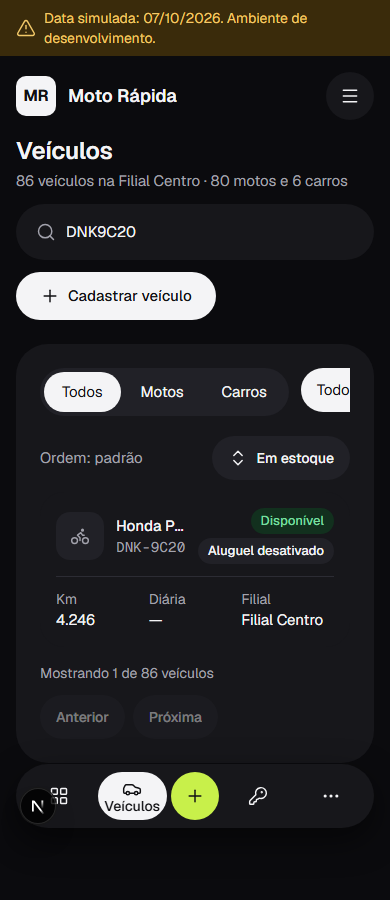 Data simulada: 07/10/2026. Ambiente de
desenvolvimento.
MR Moto Rápida
Veículos
86 veículos na Filial Centro · 80 motos e 6 carros
DNK9C20
Cadastrar veículo
Todos Motos Carros Todo
Ordem: padrão Em estoque
Honda P... Disponível
DNK-9C20 Aluguel desativado
Km Diária Filial
4.246 — Filial Centro
Mostrando 1 de 86 veículos
Anterior Próxima
N Veículos